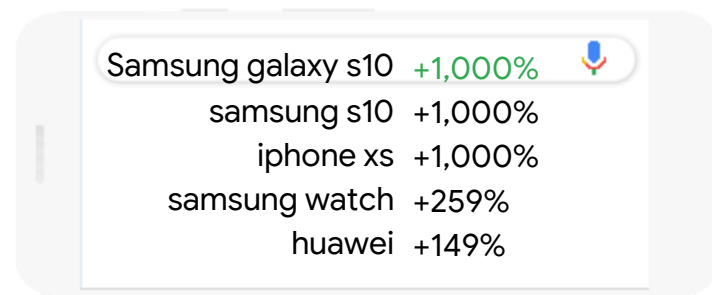 Samsung galaxy s10 +1,000%
samsung s10 +1,000%
iphone xs +1,000%
samsung watch +259%
huawei +149%